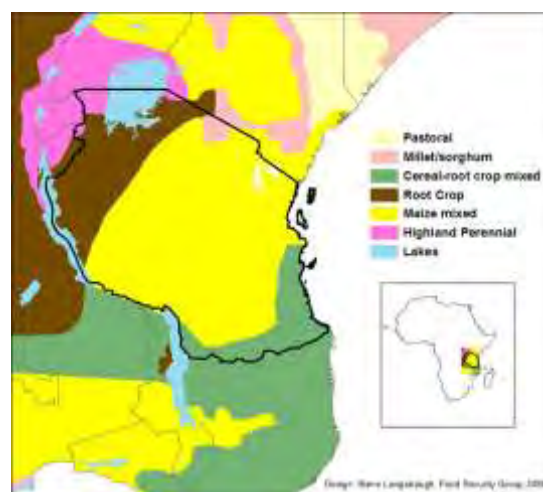 Pastoral
Millet/sorghum
Cereal-root crop mixed
Root Crop
Maize mixed
Highland Perennial
Lakes
Design: Steve Longabaugh, Food Security Group,